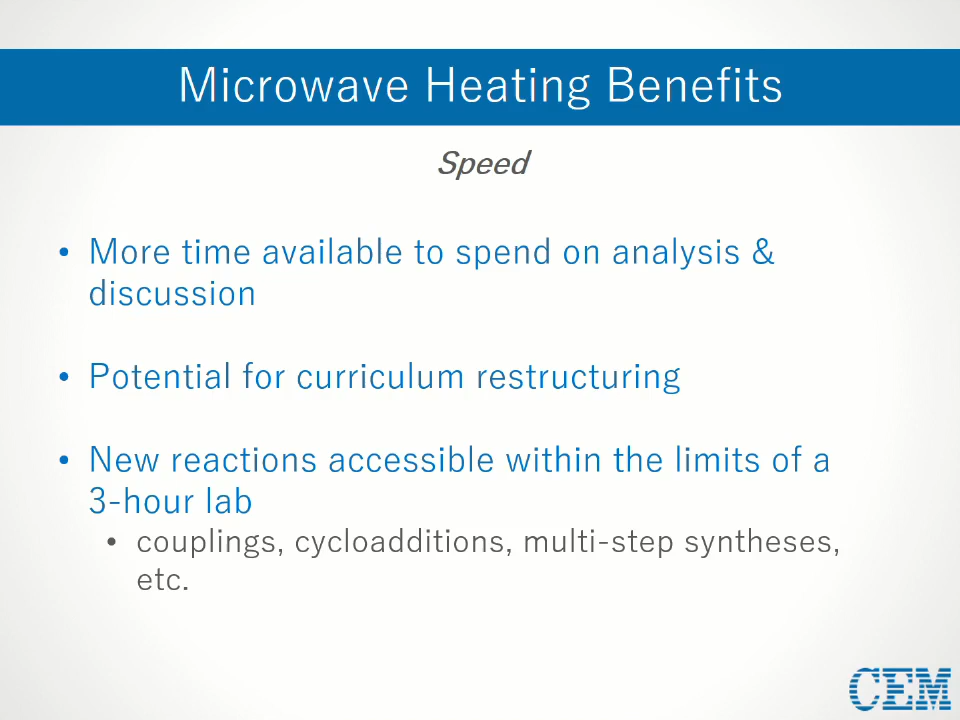 Microwave Heating Benefits
Speed
• More time available to spend on analysis &
discussion
• Potential for curriculum restructuring
• New reactions accessible within the limits of a
3-hour lab
• couplings, cycloadditions, multi-step syntheses,
etc.
CEM